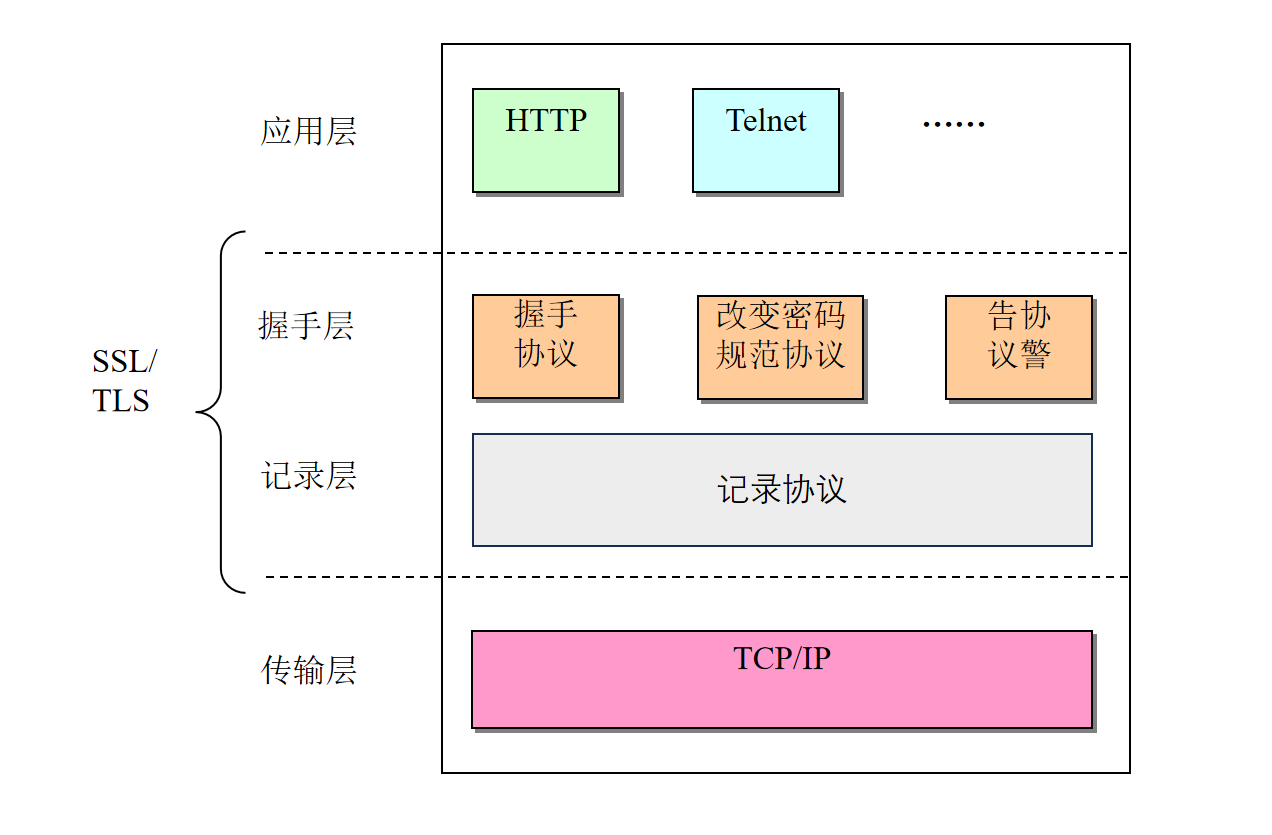 应用层
HTTP
Telnet
……
SSL/
TLS
握手层
握手
协议
改变密码
规范协议
告协
议警
记录层
记录协议
传输层
TCP/IP